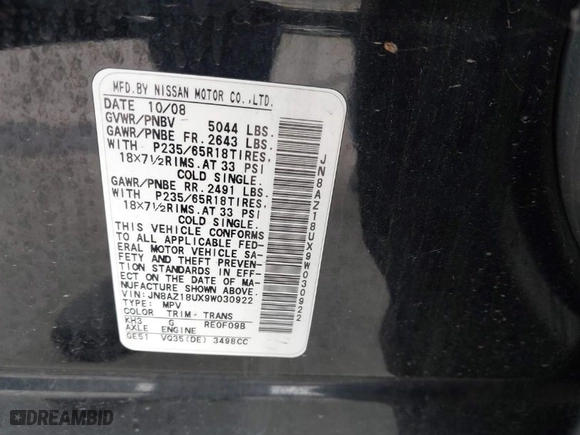 MFD.BY NISSAN MOTOR CO.,LTD.
DATE 10/08
GVWR/PNBV 5044 LBS.
GAWR/PNBE FR. 2643 LBS.
WITH P235/65R18TIRES,
18×7½RIMS.AT 33 PSI
COLD SINGLE.
GAWR/PNBE RR. 2491 LBS.
WITH P235/65R18TIRES,
18×7½RIMS.AT 33 PSI
COLD SINGLE.
THIS VEHICLE CONFORMS
TO ALL APPLICABLE FED-
ERAL MOTOR VEHICLE SA-
FETY AND THEFT PREVEN-
TION STANDARDS IN EFF-
ECT ON THE DATE OF MA-
NUFACTURE SHOWN ABOVE.
VIN: JN8AZ18UX9W030922
TYPE: MPV
COLOR TRIM - TRANS
KH3 G RE0F09B
AXLE ENGINE
GE51 VQ35(DE) 3498CC
JN8AZ18UX9W030922
DREAMBID